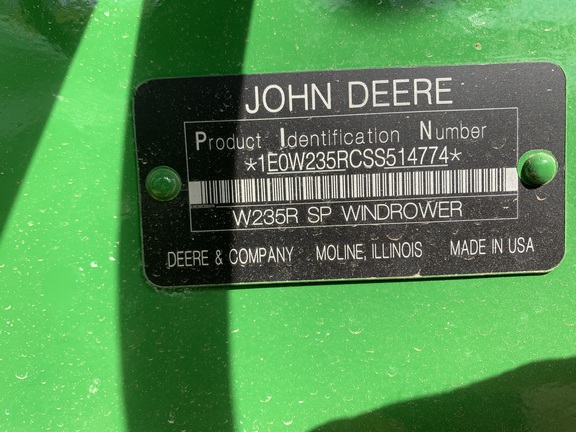 JOHN DEERE
Product Identification Number
*1E0W235RCSS514774*
W235R SP WINDROWER
DEERE & COMPANY MOLINE, ILLINOIS MADE IN USA